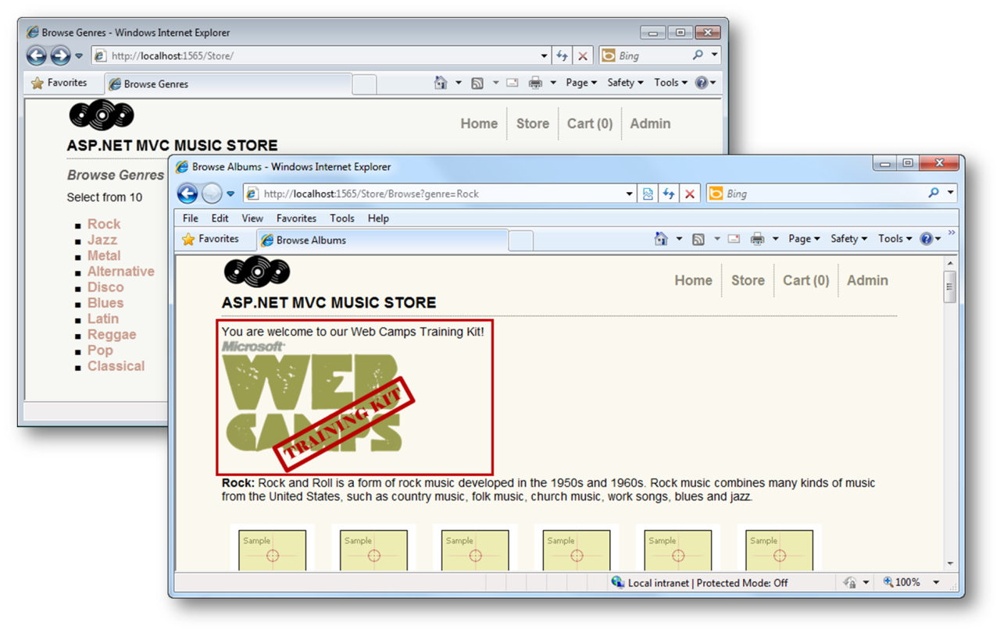 Browse Genres - Windows Internet Explorer
http://localhost:1565/Store/
Bing
Favorites
Browse Genres
Page
Safety
Tools
Home
Store
Cart (0)
Admin
ASP.NET MVC MUSIC STORE
Browse Genres
Select from 10
Rock
Jazz
Metal
Alternative
Disco
Blues
Latin
Reggae
Pop
Classical
Browse Albums - Windows Internet Explorer
http://localhost:1565/Store/Browse?genre=Rock
Bing
File Edit View Favorites Tools Help
Favorites
Browse Albums
Page
Safety
Tools
Home
Store
Cart (0)
Admin
ASP.NET MVC MUSIC STORE
You are welcome to our Web Camps Training Kit!
Microsoft
WEB
CAMPS
TRAINING KIT
Rock: Rock and Roll is a form of rock music developed in the 1950s and 1960s. Rock music combines many kinds of music
from the United States, such as country music, folk music, church music, work songs, blues and jazz.
Sample
Sample
Sample
Sample
Sample
Sample
Local intranet | Protected Mode: Off
100%